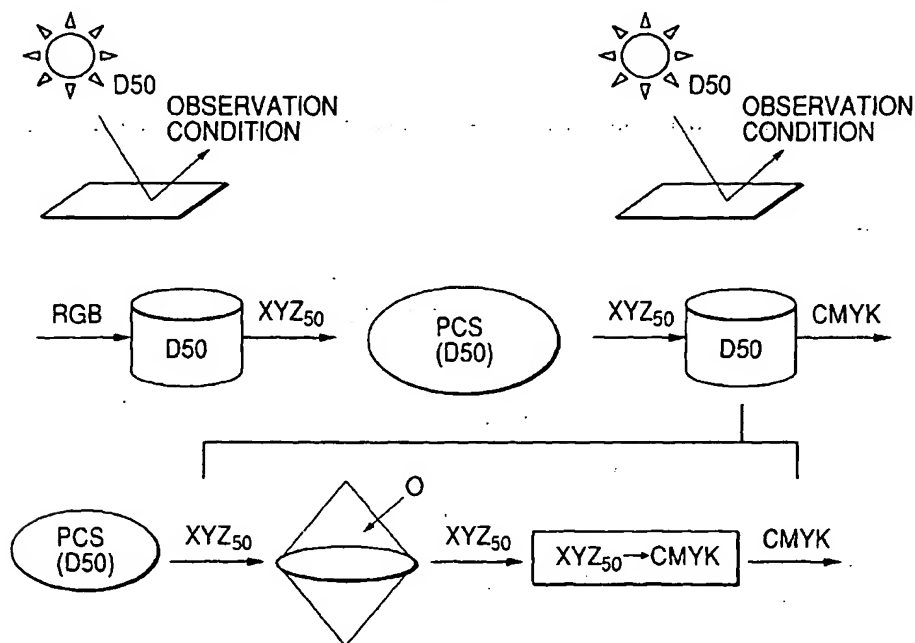 D50
OBSERVATION
CONDITION
D50
OBSERVATION
CONDITION
RGB
D50
XYZ₅₀
PCS
(D50)
XYZ₅₀
D50
CMYK
PCS
(D50)
XYZ₅₀
O
XYZ₅₀
XYZ₅₀→CMYK
CMYK